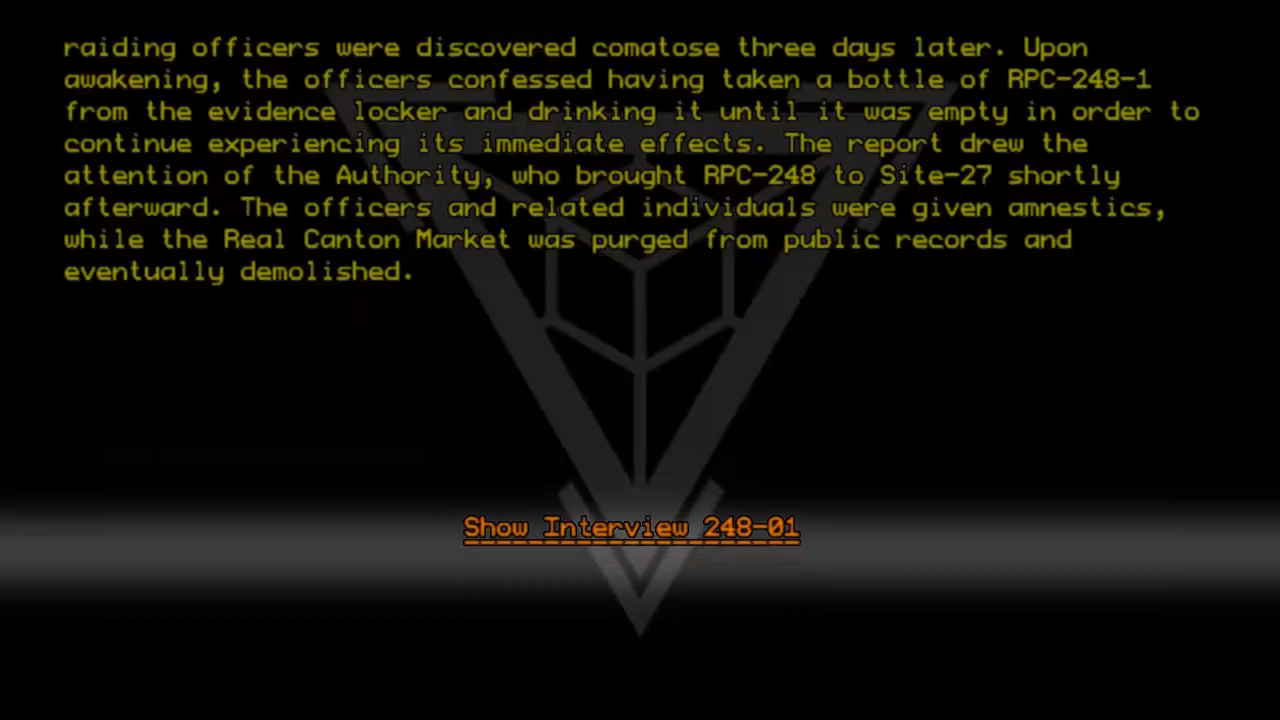 raiding officers were discovered comatose three days later. Upon
awakening, the officers confessed having taken a bottle of RPC-248-1
from the evidence locker and drinking it until it was empty in order to
continue experiencing its immediate effects. The report drew the
attention of the Authority, who brought RPC-248 to Site-27 shortly
afterward. The officers and related individuals were given amnestics,
while the Real Canton Market was purged from public records and
eventually demolished.
Show Interview 248-01